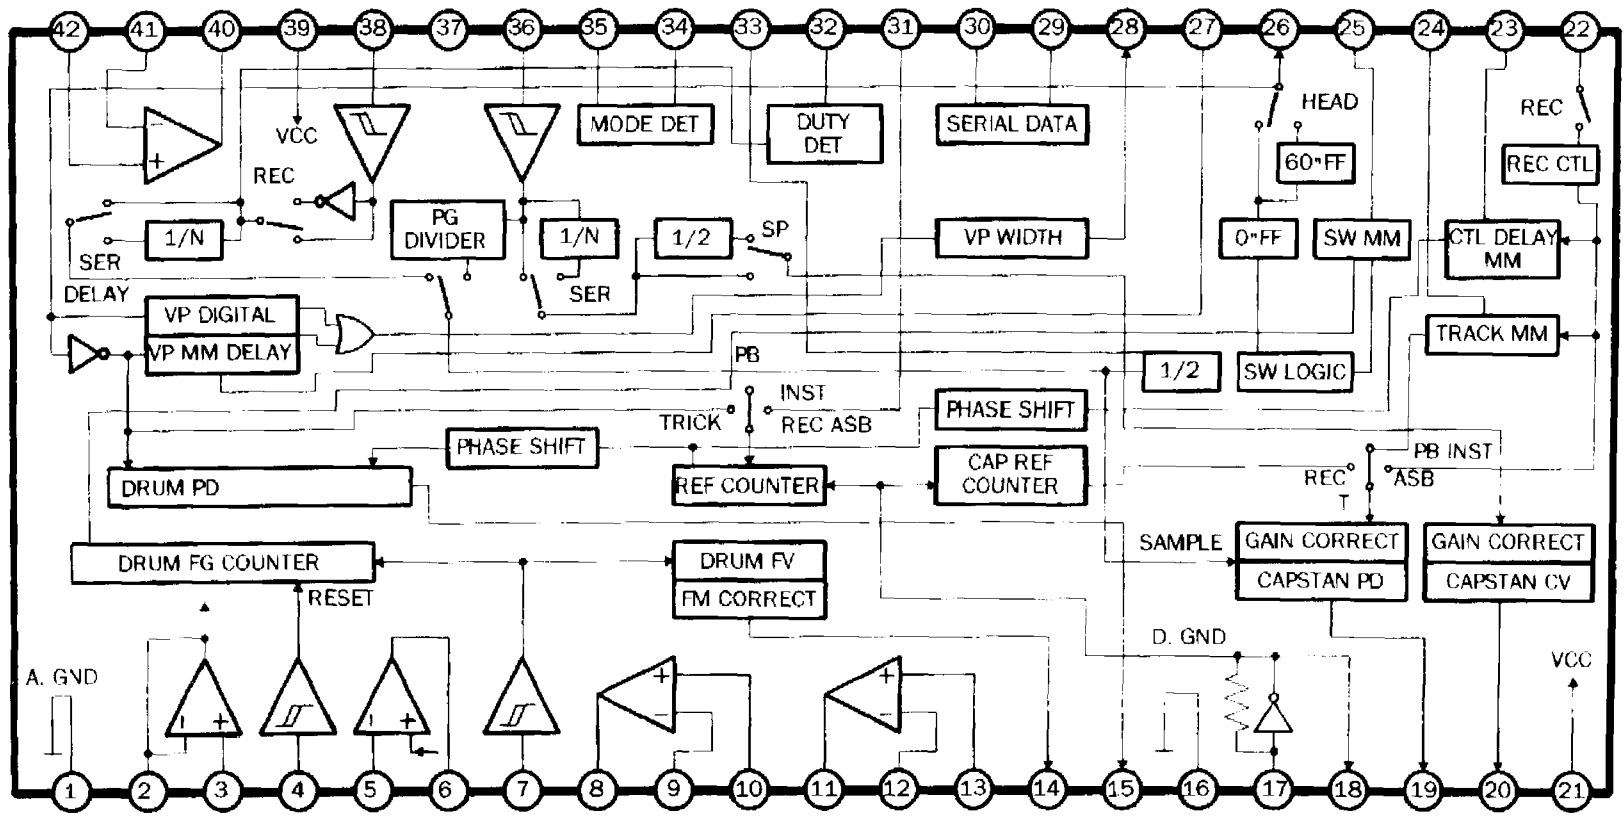 42 41 40 39 38 37 36 35 34 33 32 31 30 29 28 27 26 25 24 23 22
VCC
REC
MODE DET
DUTY DET
SERIAL DATA
HEAD
60"FF
REC
REC CTL
SER
DELAY
1/N
PG DIVIDER
1/N
SER
1/2
SP
VP WIDTH
0"FF
SW MM
CTL DELAY MM
VP DIGITAL
VP MM DELAY
PB
1/2
SW LOGIC
TRACK MM
TRICK
INST
REC ASB
PHASE SHIFT
PHASE SHIFT
DRUM PD
REF COUNTER
CAP REF COUNTER
REC
T
PB INST
ASB
SAMPLE
GAIN CORRECT
CAPSTAN PD
GAIN CORRECT
CAPSTAN CV
DRUM FG COUNTER
RESET
DRUM FV
FM CORRECT
A. GND
- +
- +
+ -
+ -
- +
D. GND
VCC
1 2 3 4 5 6 7 8 9 10 11 12 13 14 15 16 17 18 19 20 21